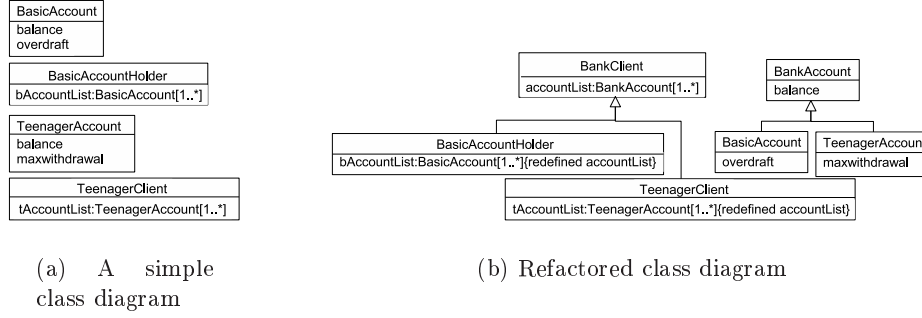 BasicAccount
balance
overdraft
BasicAccountHolder
bAccountList:BasicAccount[1..*]
TeenagerAccount
balance
maxwithdrawal
TeenagerClient
tAccountList:TeenagerAccount[1..*]
(a) A simple
class diagram
BankClient
accountList:BankAccount[1..*]
BankAccount
balance
BasicAccountHolder
bAccountList:BasicAccount[1..*]{redefined accountList}
BasicAccount
overdraft
TeenagerAccount
maxwithdrawal
TeenagerClient
tAccountList:TeenagerAccount[1..*]{redefined accountList}
(b) Refactored class diagram